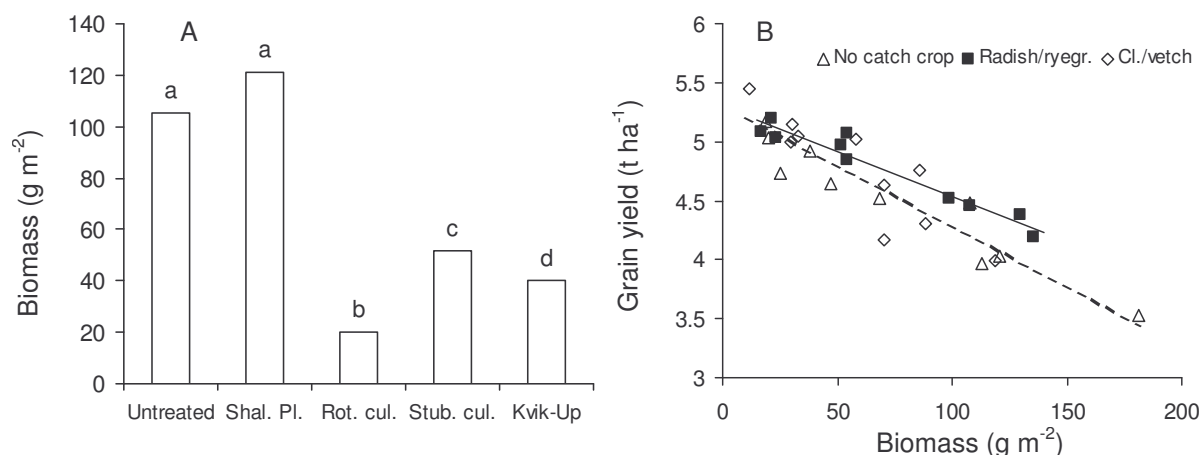 A
Biomass (g m⁻²)
140
120
100
80
60
40
20
0
a
a
b
c
d
Untreated Shal. Pl. Rot. cul. Stub. cul. Kvik-Up
B
No catch crop Radish/ryegr. Cl./vetch
Grain yield (t ha⁻¹)
6
5.5
5
4.5
4
3.5
3
0 50 100 150 200
Biomass (g m⁻²)